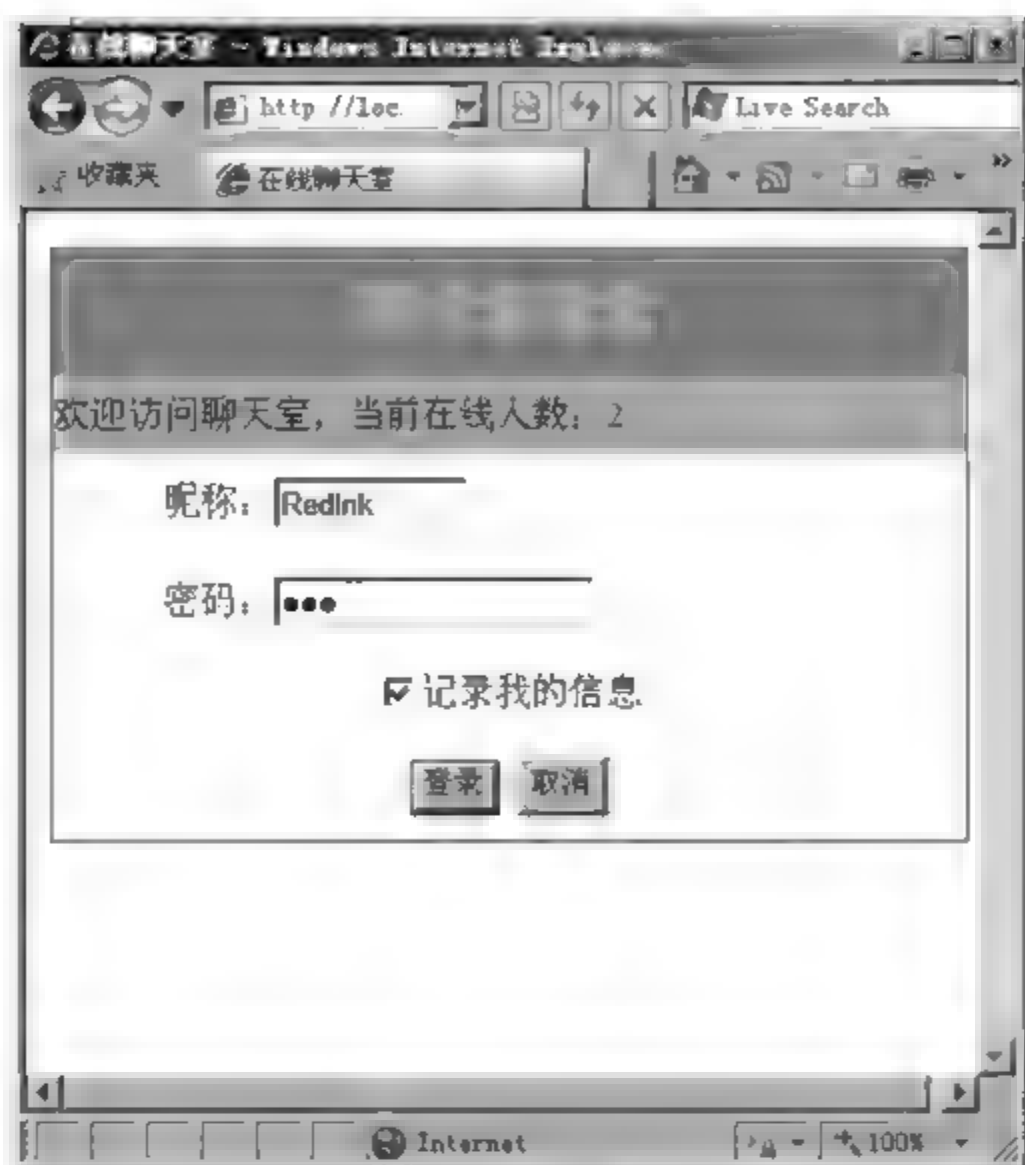 在线聊天室 - Windows Internet Explorer
http //loc.
Live Search
收藏夹
在线聊天室
欢迎访问聊天室，当前在线人数：2
昵称：RedInk
密码：●●●
记录我的信息
登录 取消
Internet
100%